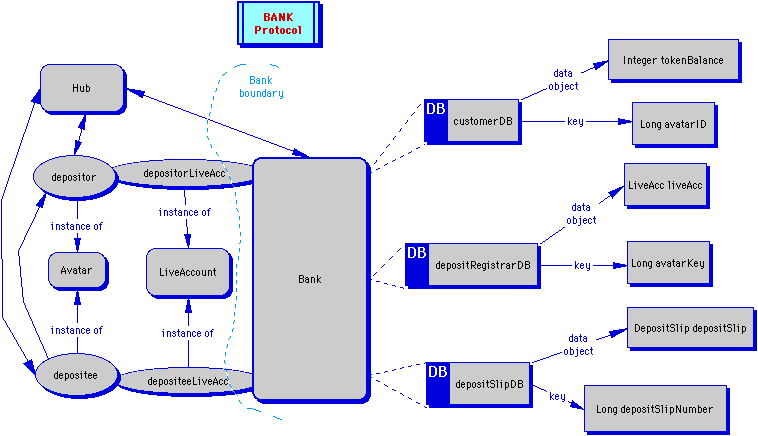 BANK
Protocol
Hub
Bank
boundary
depositor
depositorLiveAcc
instance of
instance of
Avatar
LiveAccount
instance of
instance of
depositee
depositeeLiveAcc
Bank
DB
customerDB
data
object
Integer tokenBalance
key
Long avatarID
DB
depositRegistrarDB
data
object
LiveAcc liveAcc
key
Long avatarKey
DB
depositSlipDB
data
object
DepositSlip depositSlip
key
Long depositSlipNumber